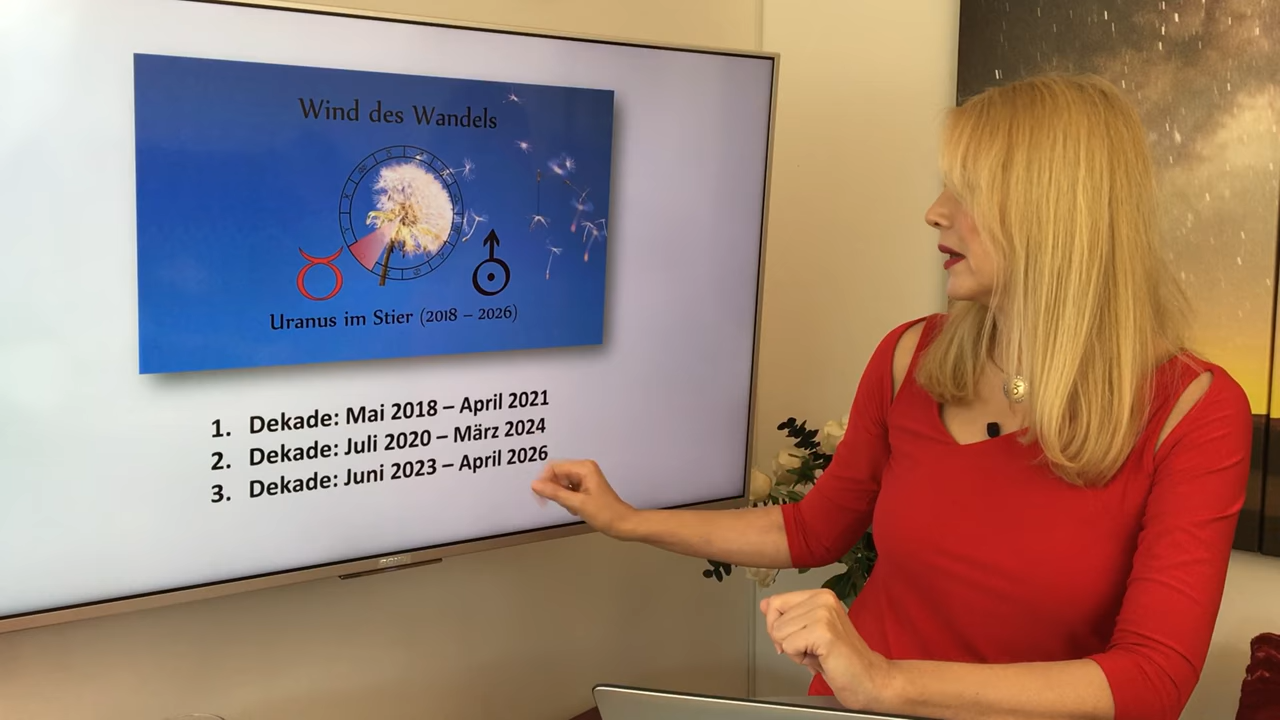 Wind des Wandels
Uranus im Stier (2018 – 2026)
1. Dekade: Mai 2018 – April 2021
2. Dekade: Juli 2020 – März 2024
3. Dekade: Juni 2023 – April 2026